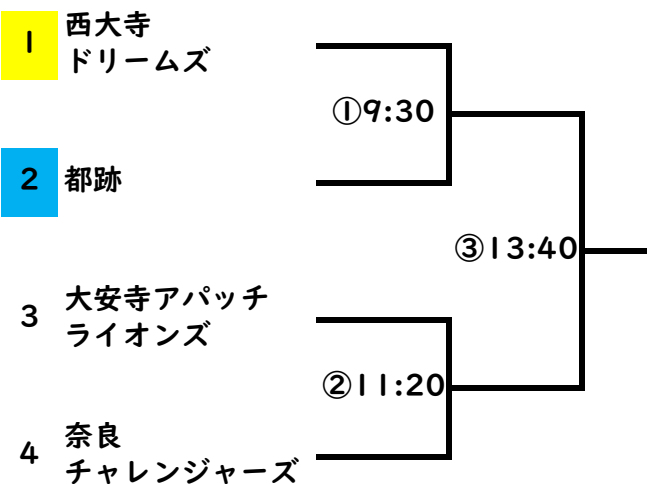 1
西大寺
ドリームズ
①9:30
2
都跡
③13:40
3
大安寺アパッチ
ライオンズ
②11:20
4
奈良
チャレンジャーズ